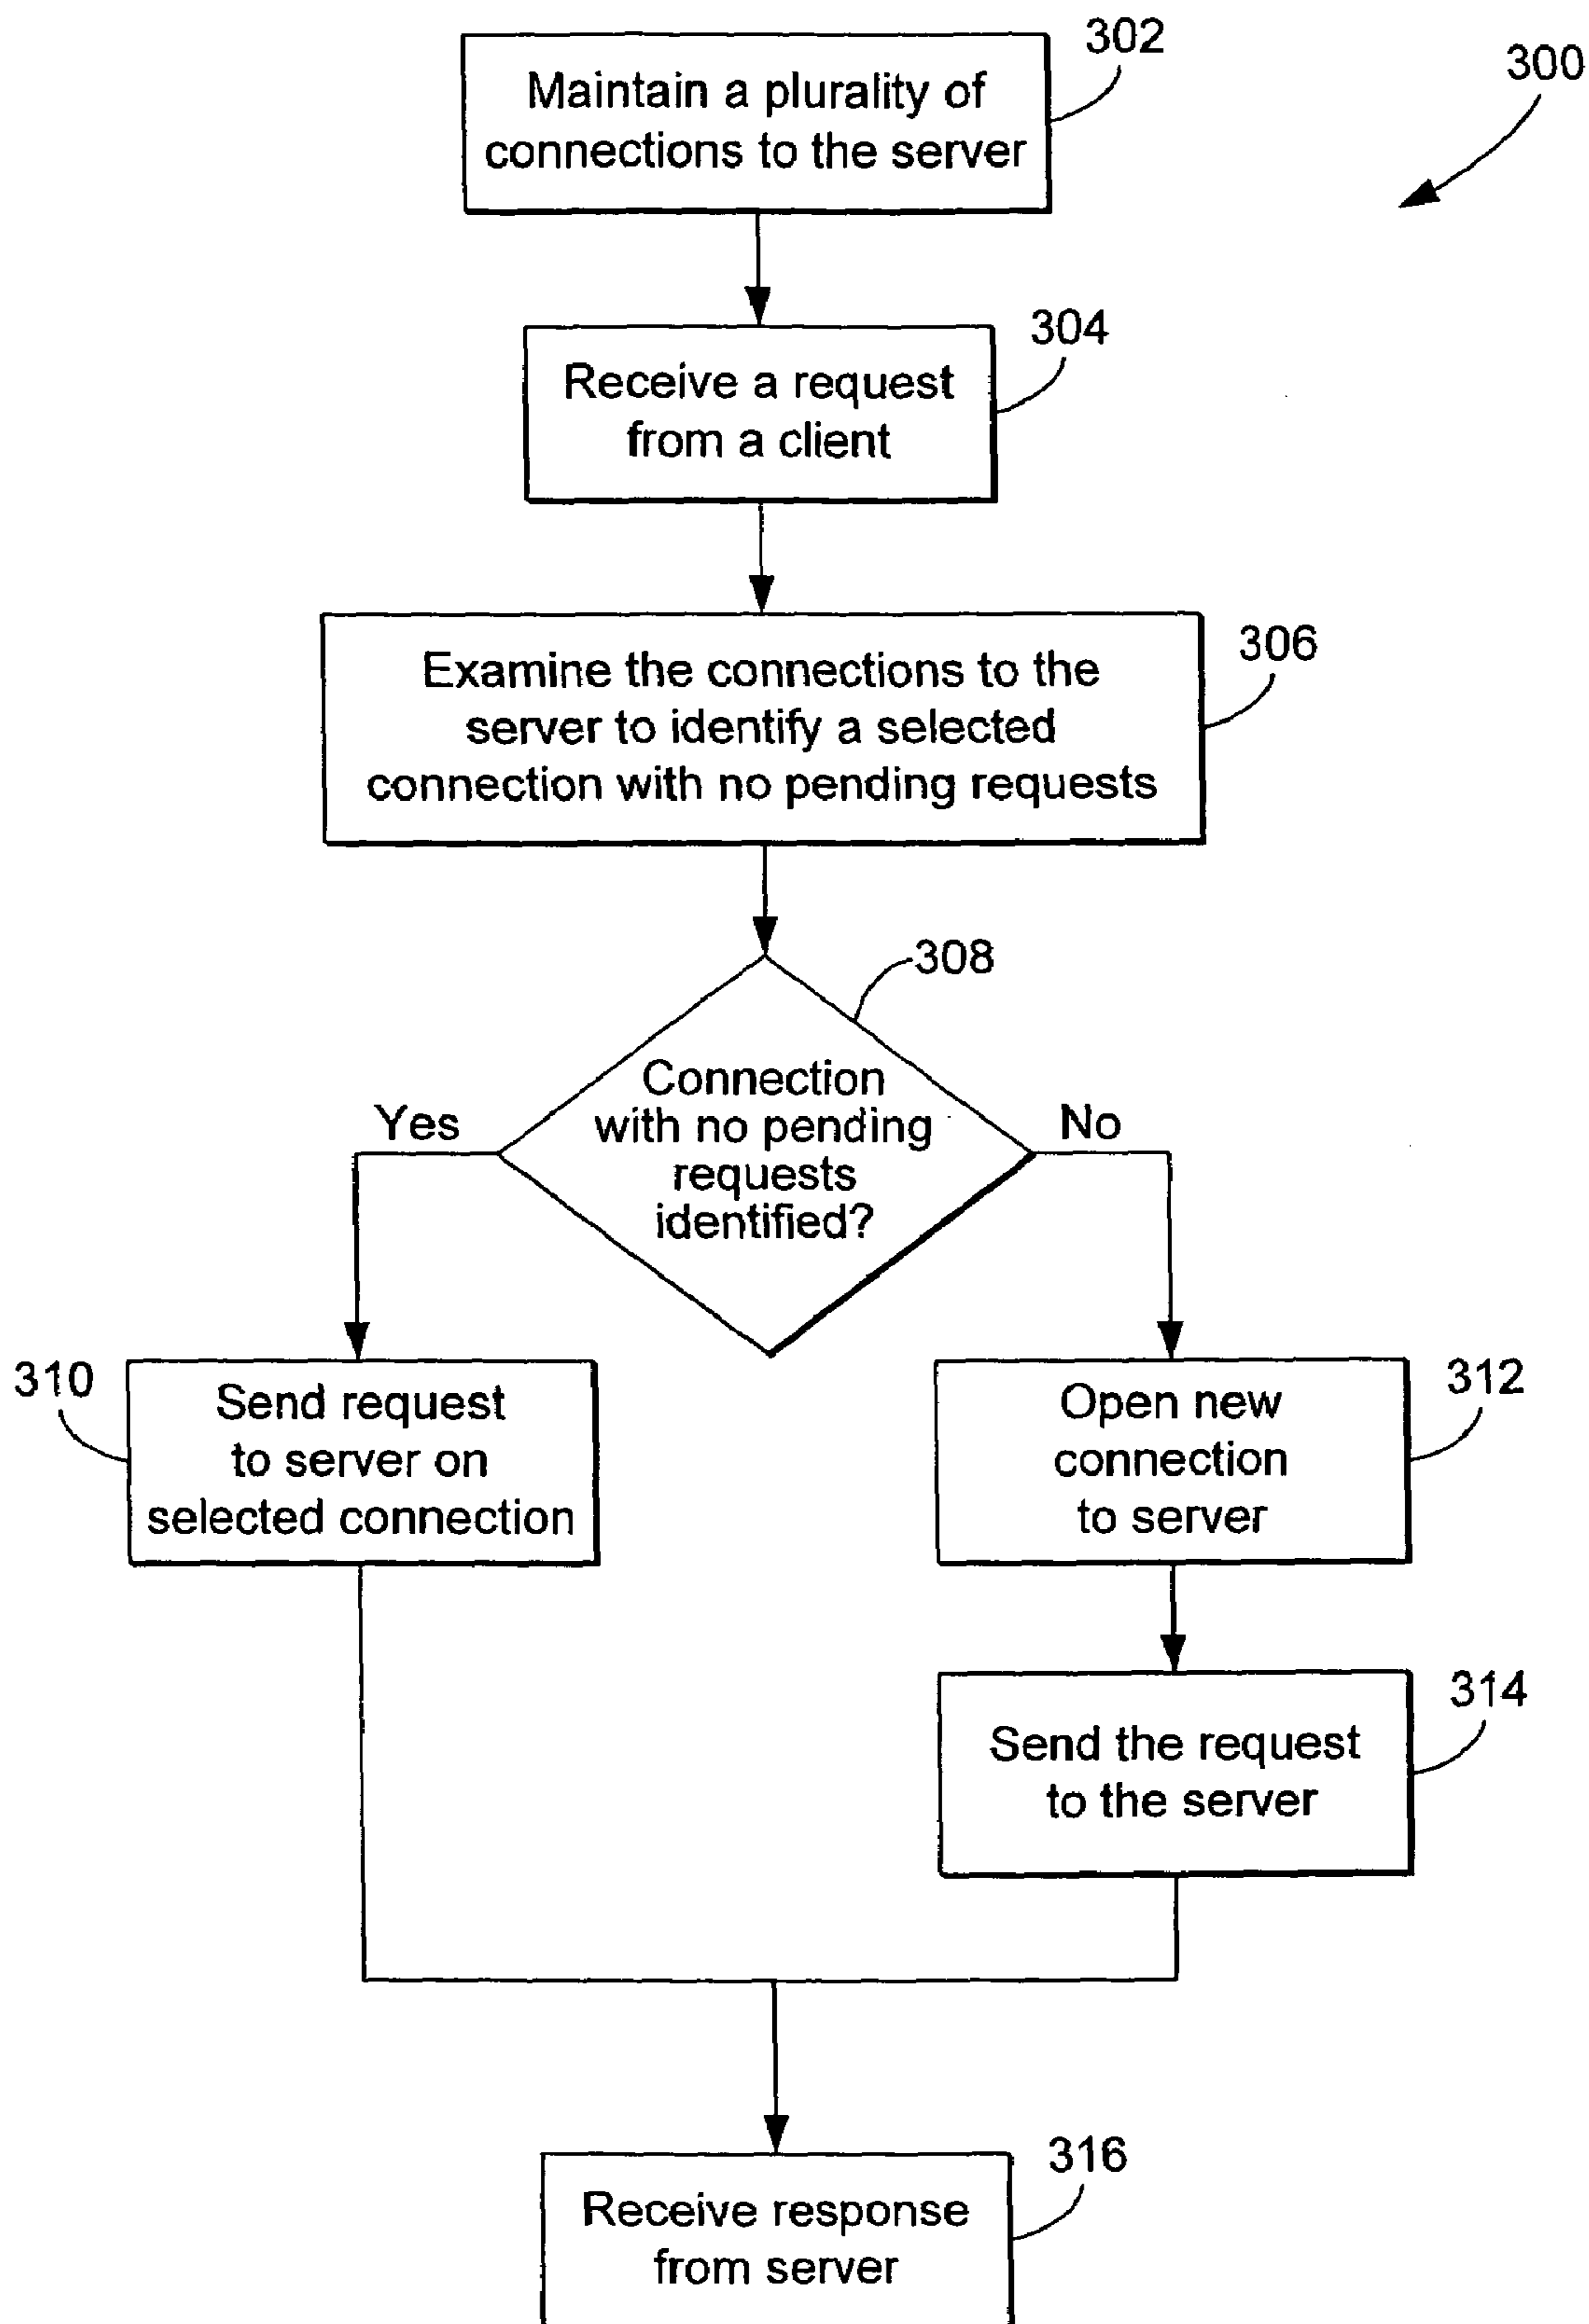 302
300
Maintain a plurality of
connections to the server
304
Receive a request
from a client
306
Examine the connections to the
server to identify a selected
connection with no pending requests
308
Connection
with no pending
requests
identified?
Yes
No
310
Send request
to server on
selected connection
312
Open new
connection
to server
314
Send the request
to the server
316
Receive response
from server